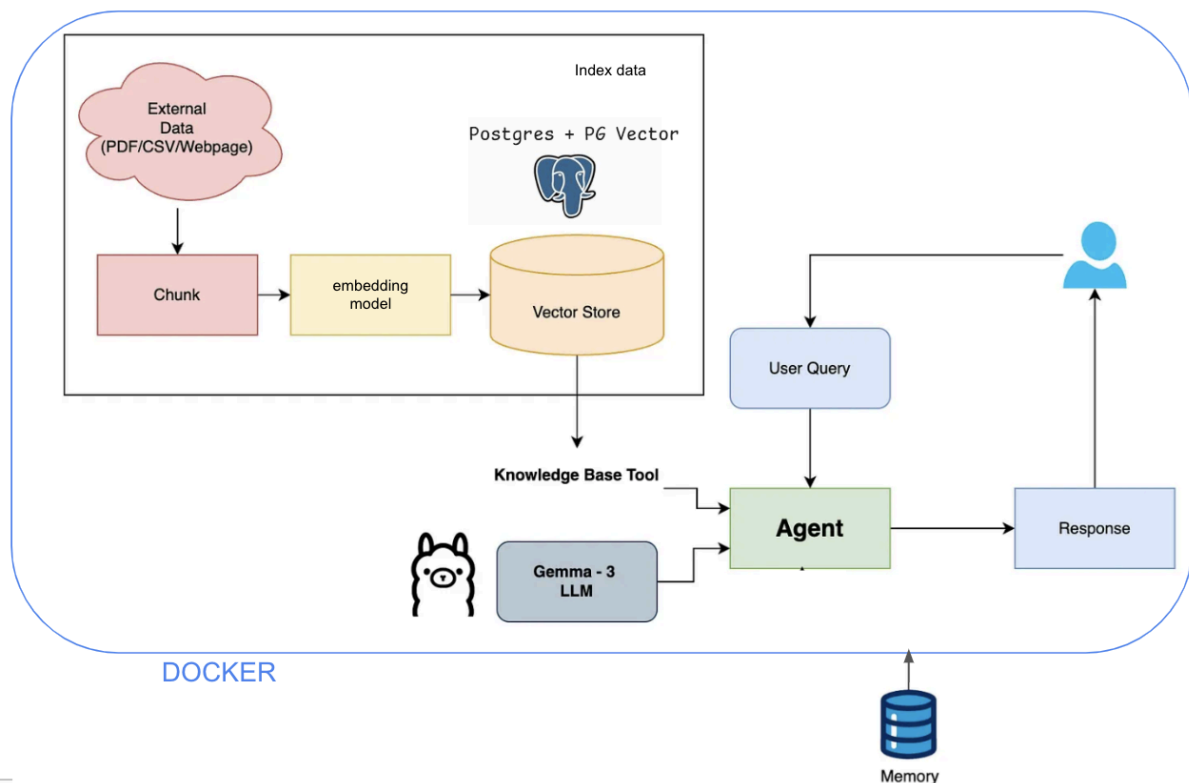 Index data
External
Data
(PDF/CSV/Webpage)
Postgres + PG Vector
Chunk
embedding
model
Vector Store
User Query
Knowledge Base Tool
Agent
Response
Gemma - 3
LLM
DOCKER
Memory